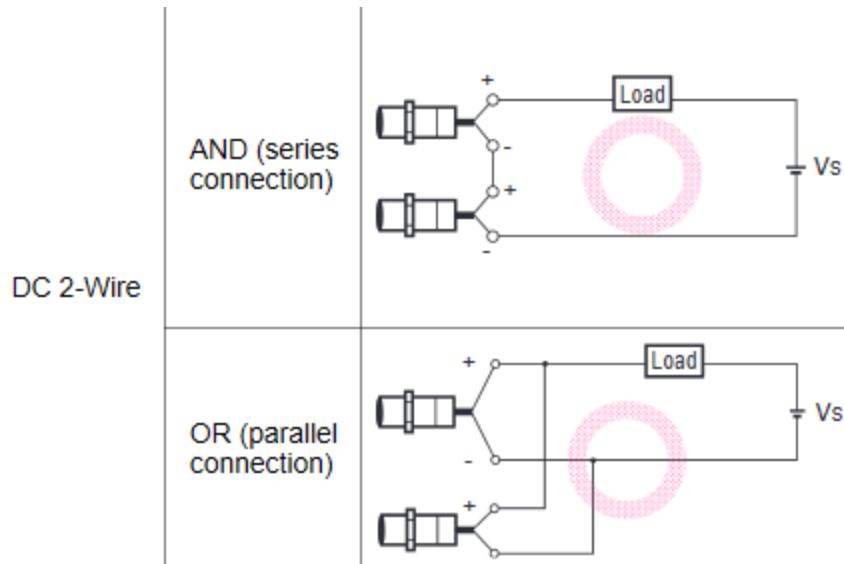 DC 2-Wire
AND (series
connection)
+
Load
-
+
-
Vs
OR (parallel
connection)
+
Load
-
+
Vs